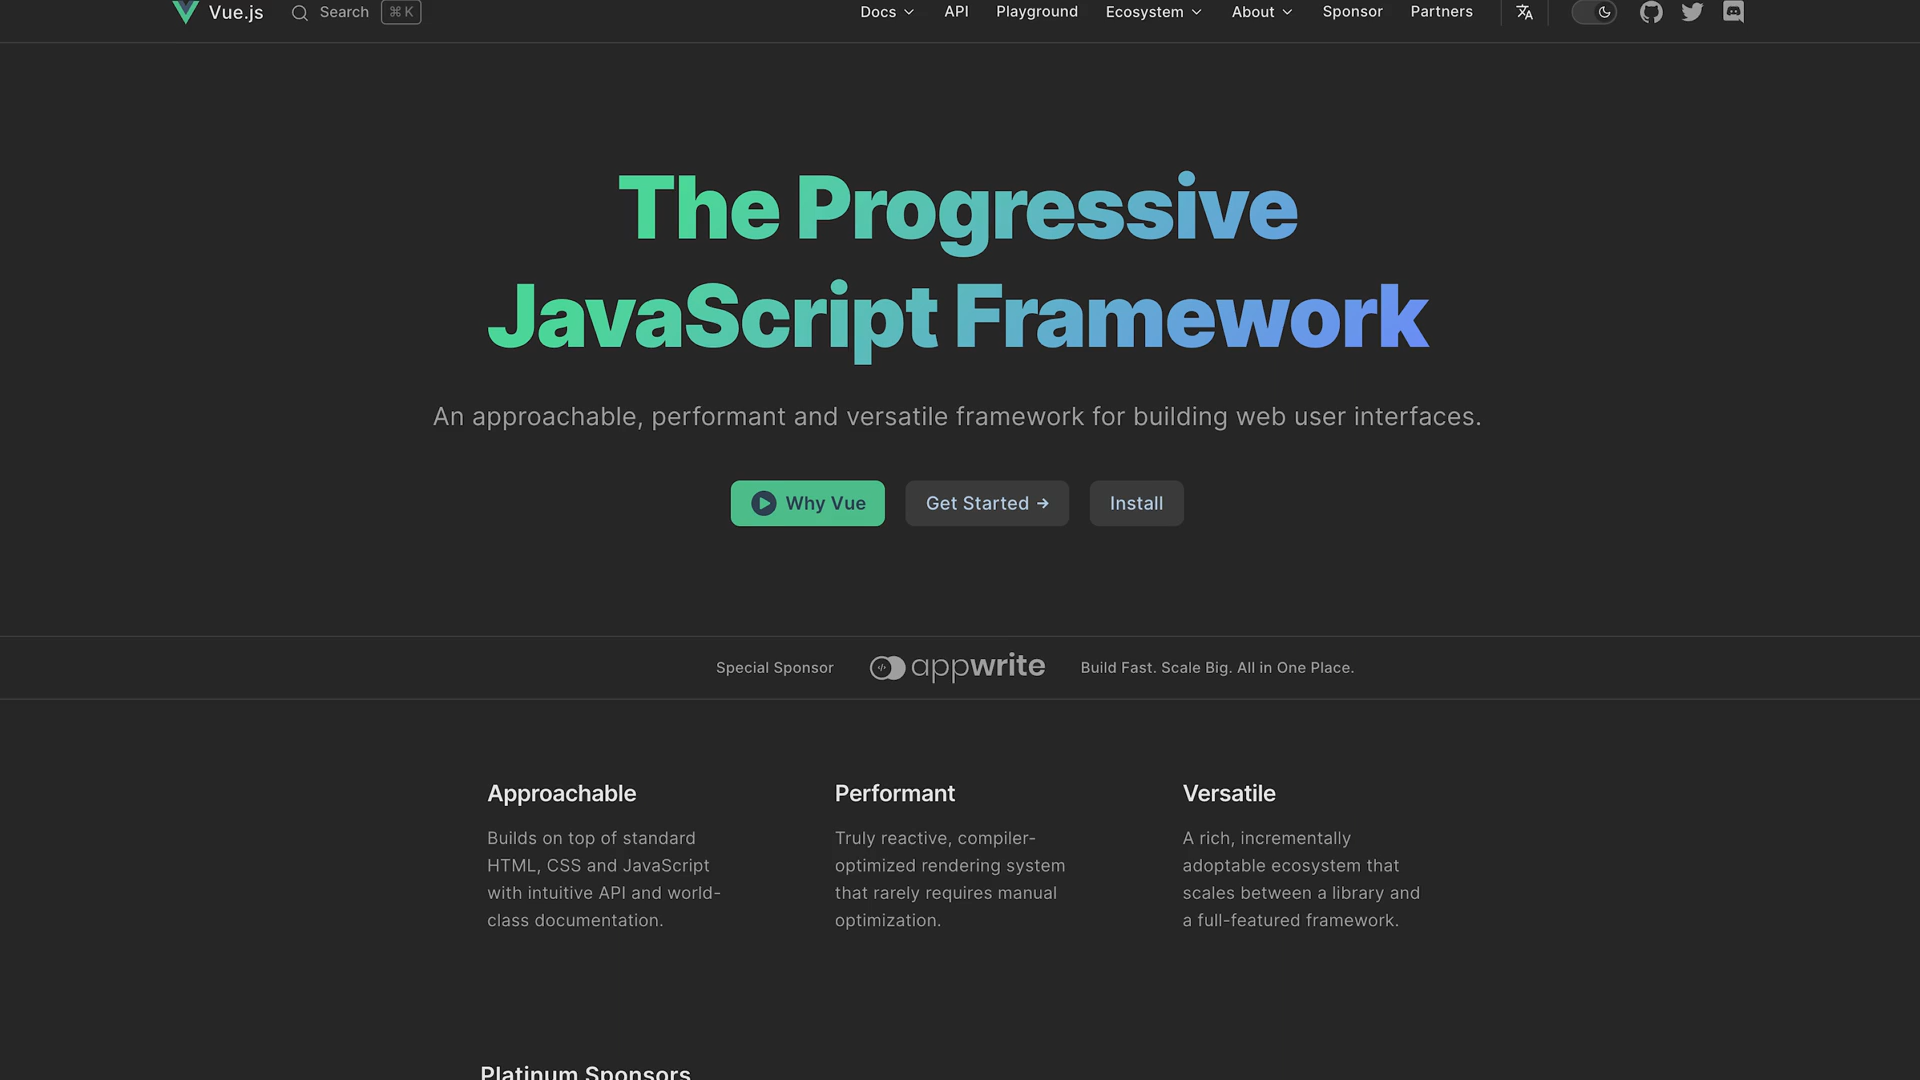 Vue.js Search ⌘ K Docs API Playground Ecosystem About Sponsor Partners
The Progressive
JavaScript Framework
An approachable, performant and versatile framework for building web user interfaces.
Why Vue Get Started → Install
Special Sponsor appwrite Build Fast. Scale Big. All in One Place.
Approachable
Builds on top of standard
HTML, CSS and JavaScript
with intuitive API and world-
class documentation.
Performant
Truly reactive, compiler-
optimized rendering system
that rarely requires manual
optimization.
Versatile
A rich, incrementally
adoptable ecosystem that
scales between a library and
a full-featured framework.
Platinum Sponsors